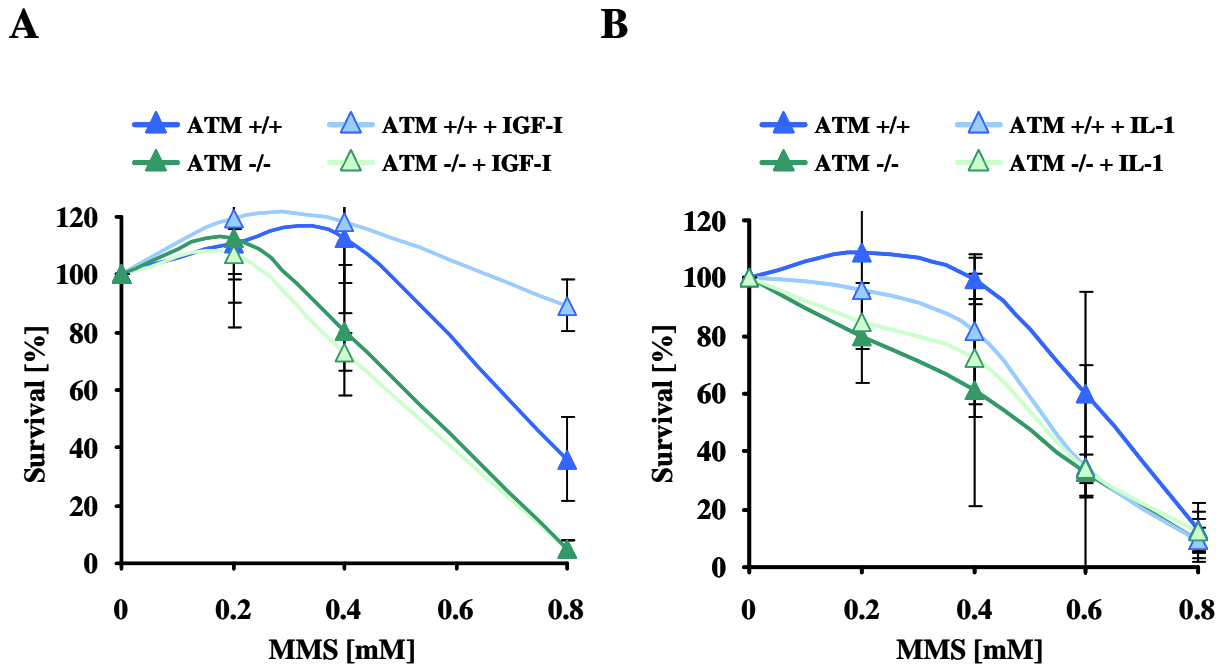 A
B
ATM +/+
ATM +/+ + IGF-I
ATM -/-
ATM -/- + IGF-I
ATM +/+
ATM +/+ + IL-1
ATM -/-
ATM -/- + IL-1
Survival [%]
120
100
80
60
40
20
0
0
0.2
0.4
0.6
0.8
MMS [mM]
Survival [%]
120
100
80
60
40
20
0
0
0.2
0.4
0.6
0.8
MMS [mM]